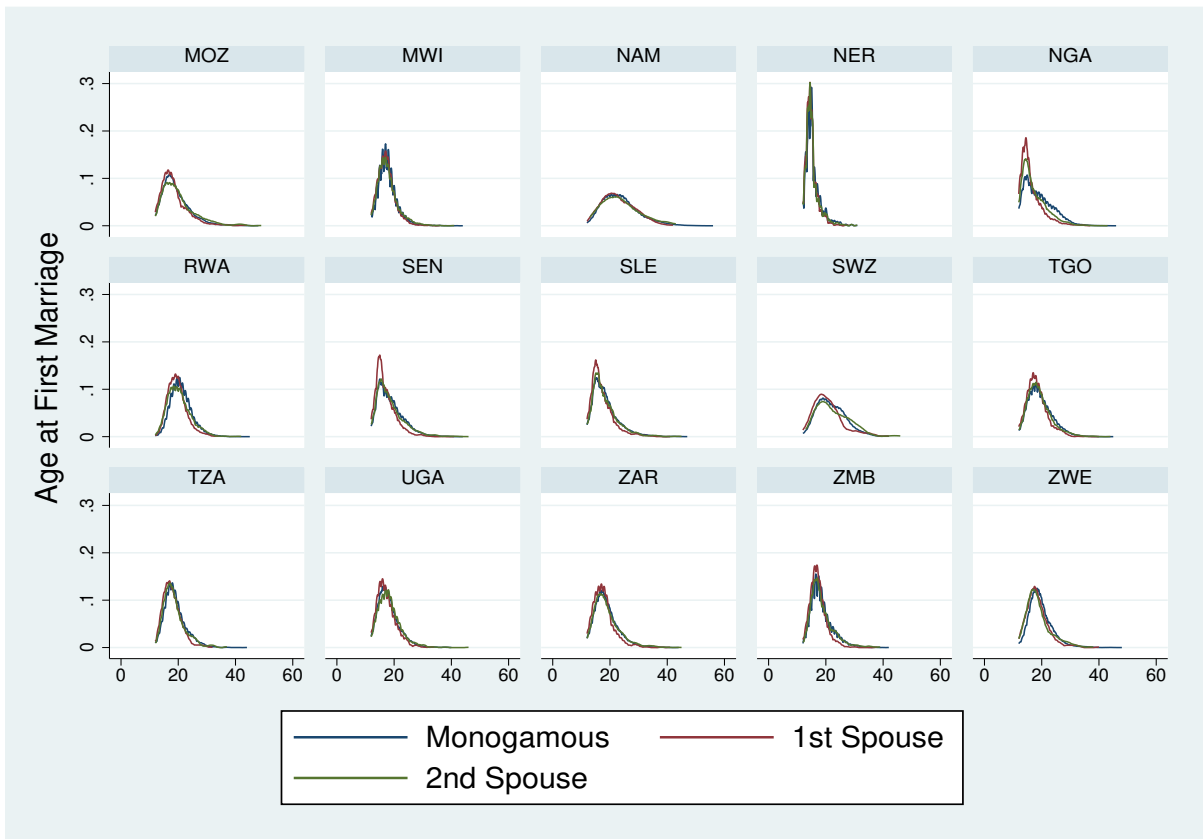 MOZ MWI NAM NER NGA
.3
.2
.1
0
RWA SEN SLE SWZ TGO
.3
.2
.1
0
TZA UGA ZAR ZMB ZWE
.3
.2
.1
0
0 20 40 60 0 20 40 60 0 20 40 60 0 20 40 60 0 20 40 60
Age at First Marriage
Monogamous 1st Spouse
2nd Spouse